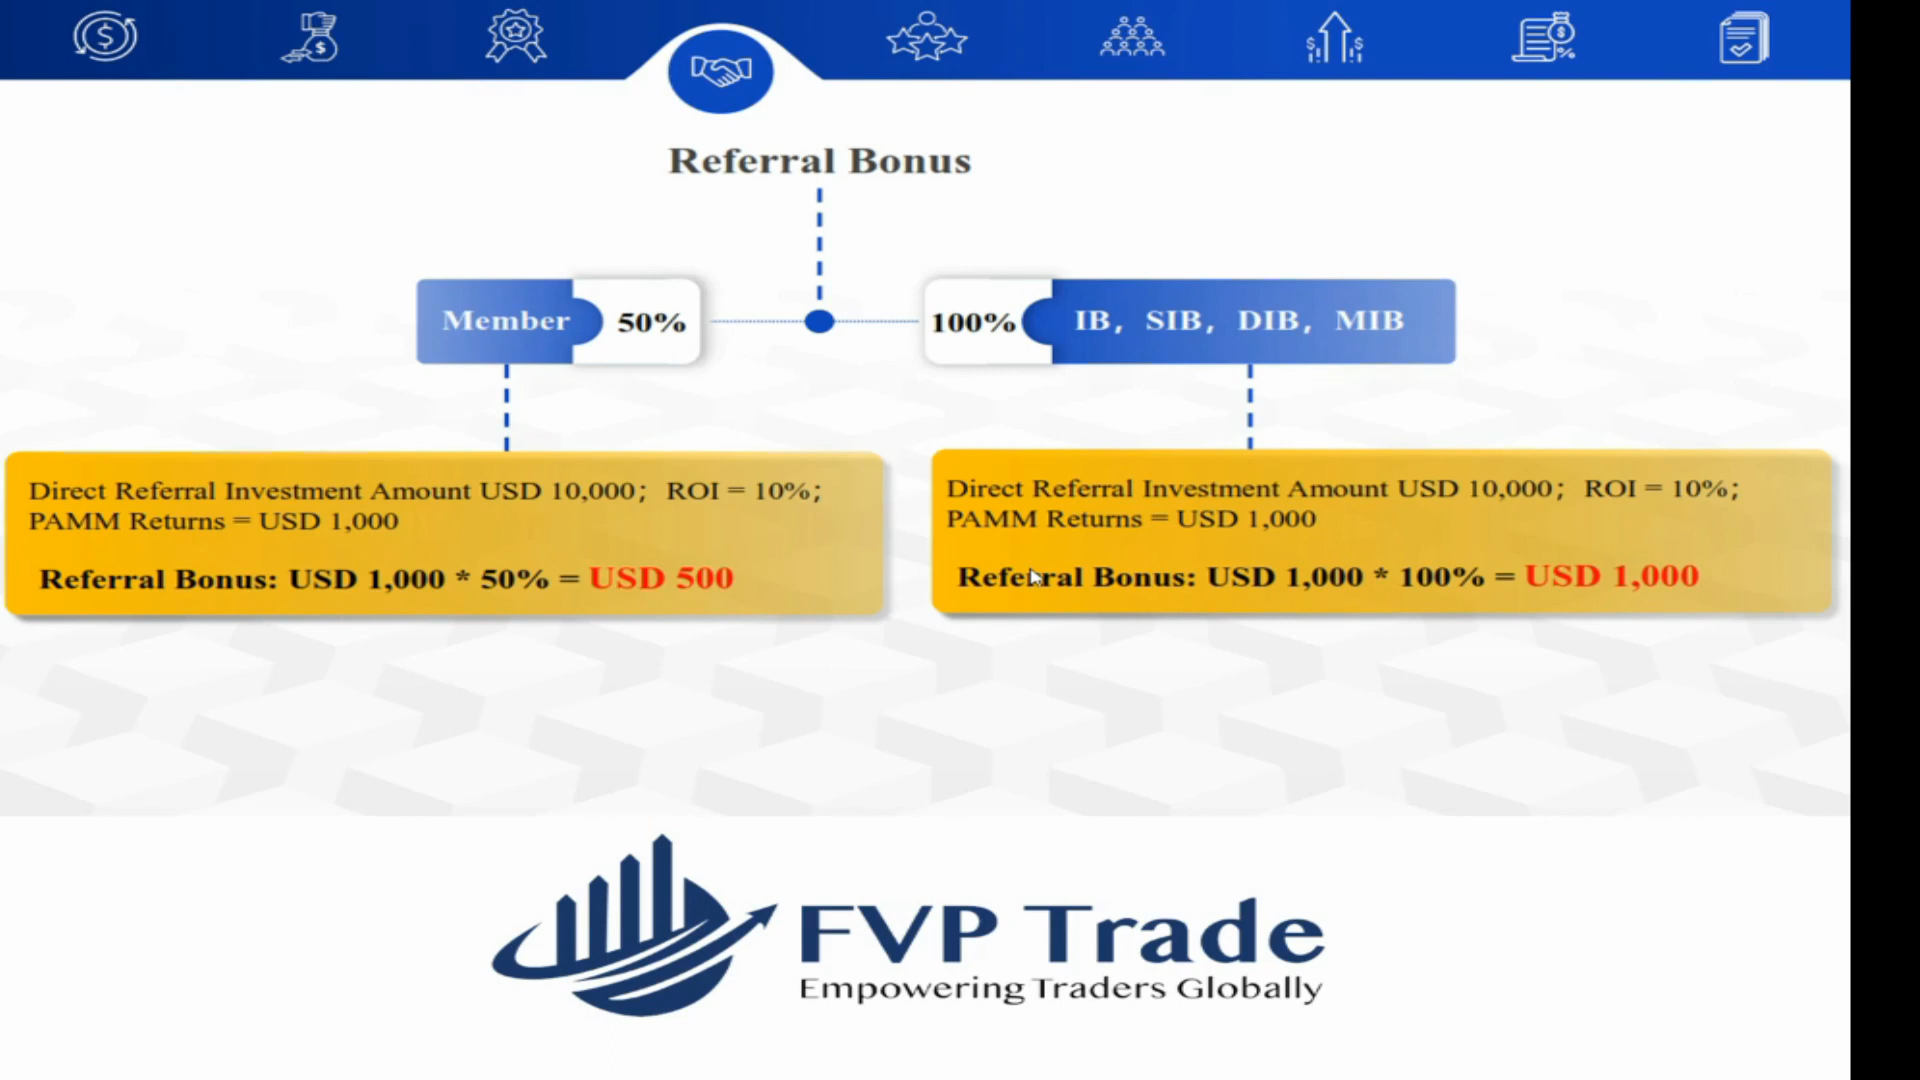 Referral Bonus
Member 50% 100% IB, SIB, DIB, MIB
Direct Referral Investment Amount USD 10,000; ROI = 10%;
PAMM Returns = USD 1,000
Referral Bonus: USD 1,000 * 50% = USD 500
Direct Referral Investment Amount USD 10,000; ROI = 10%;
PAMM Returns = USD 1,000
Referral Bonus: USD 1,000 * 100% = USD 1,000
FVP Trade
Empowering Traders Globally